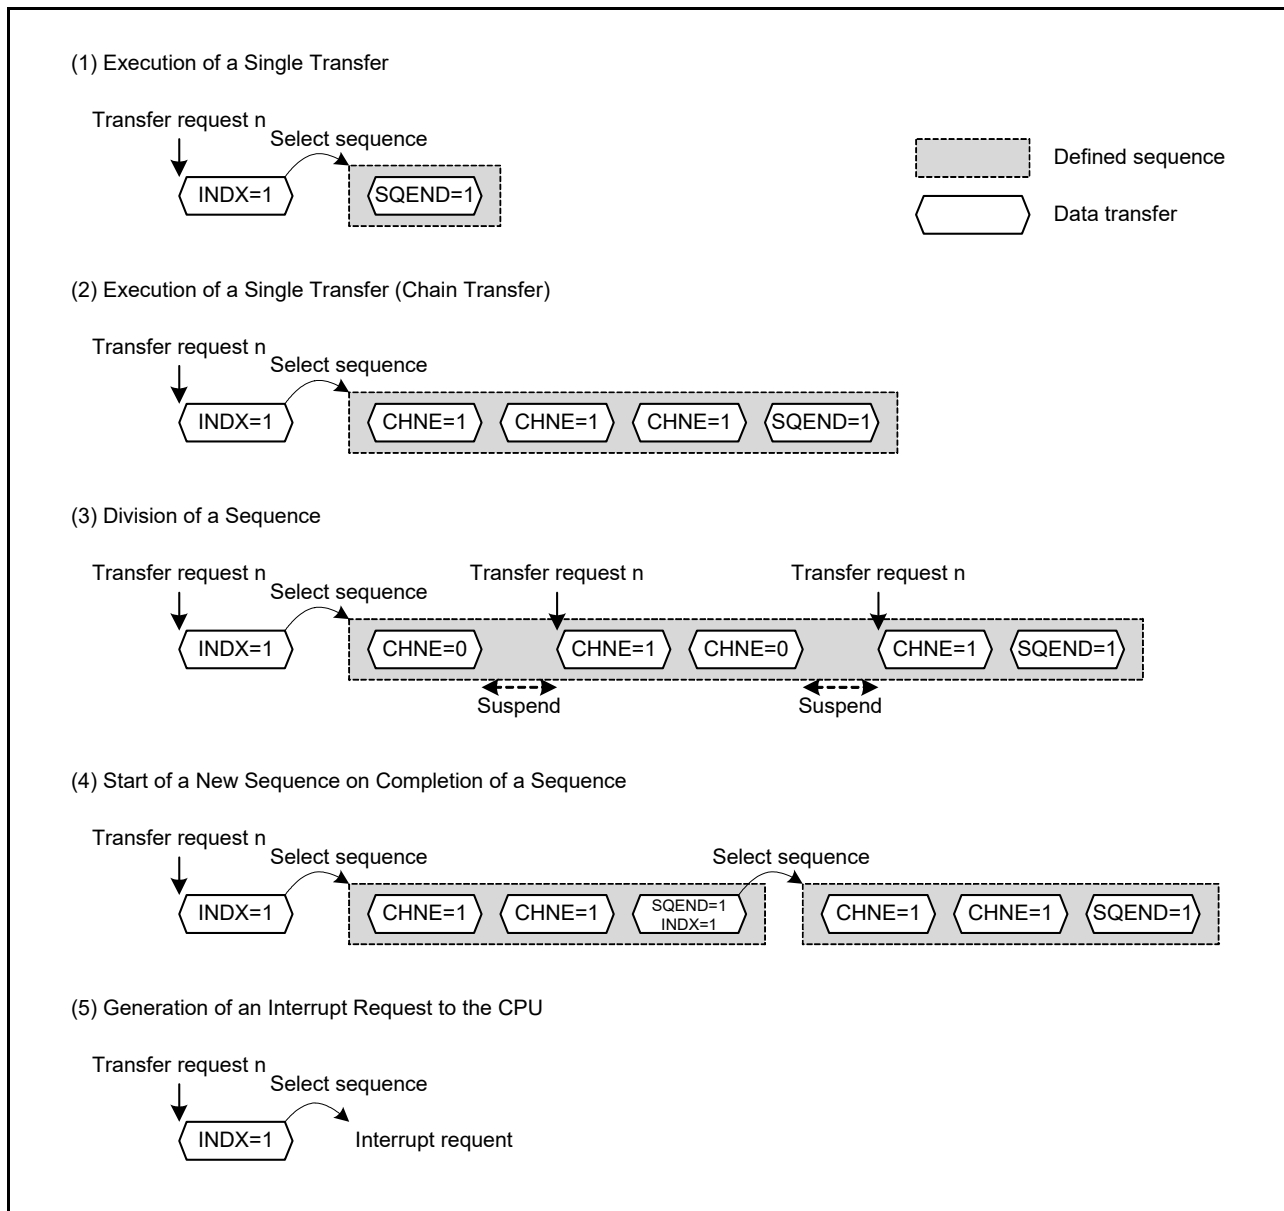 (1) Execution of a Single Transfer
Transfer request n
Select sequence
INDX=1
SQEND=1
Defined sequence
Data transfer
(2) Execution of a Single Transfer (Chain Transfer)
Transfer request n
Select sequence
INDX=1
CHNE=1
CHNE=1
CHNE=1
SQEND=1
(3) Division of a Sequence
Transfer request n
Transfer request n
Transfer request n
Select sequence
INDX=1
CHNE=0
CHNE=1
CHNE=0
CHNE=1
SQEND=1
Suspend
Suspend
(4) Start of a New Sequence on Completion of a Sequence
Transfer request n
Select sequence
Select sequence
INDX=1
CHNE=1
CHNE=1
SQEND=1
INDX=1
CHNE=1
CHNE=1
SQEND=1
(5) Generation of an Interrupt Request to the CPU
Transfer request n
Select sequence
INDX=1
Interrupt requent